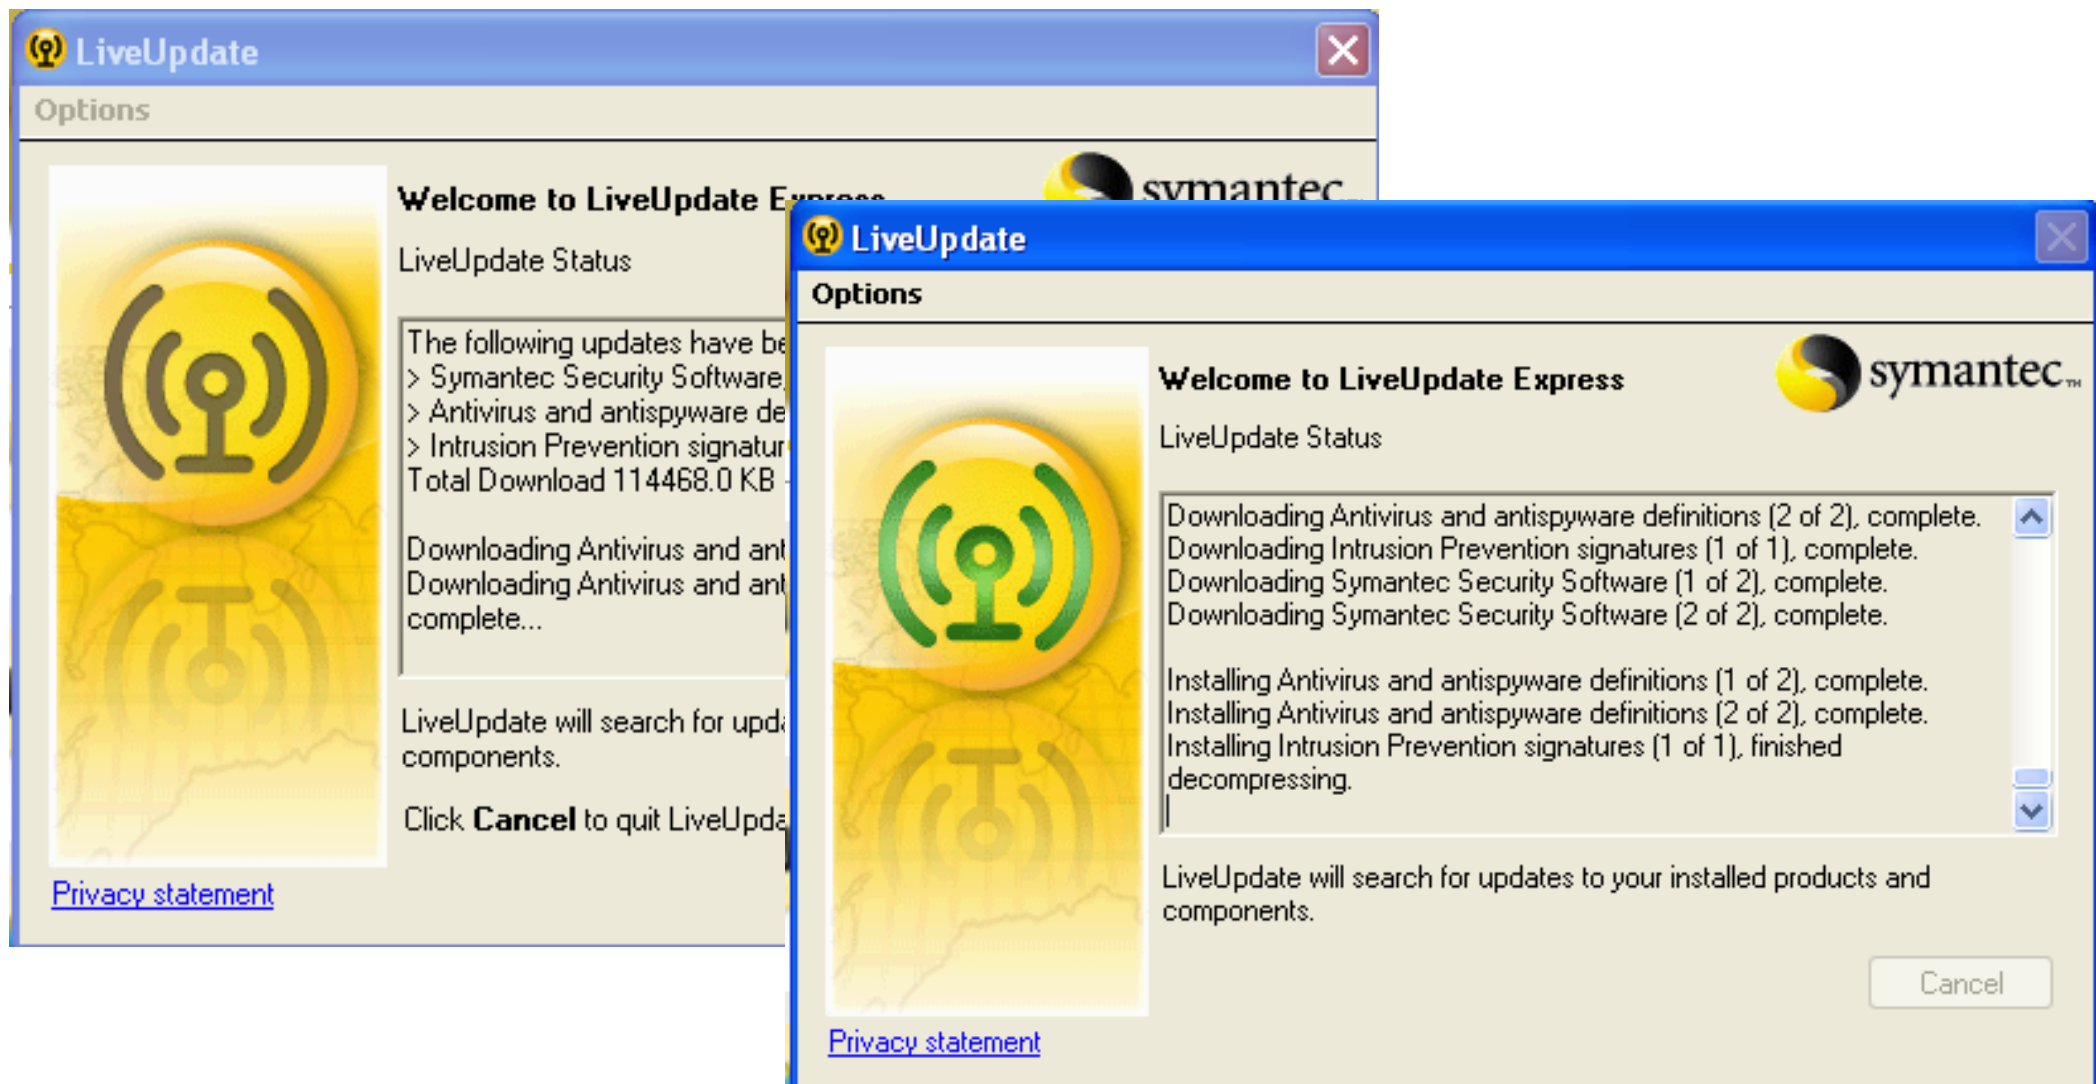 LiveUpdate
Options
symantec
Welcome to LiveUpdate Express
LiveUpdate Status
The following updates have be
> Symantec Security Software,
> Antivirus and antispyware de
> Intrusion Prevention signatur
Total Download 114468.0 KB -
Downloading Antivirus and ant
Downloading Antivirus and ant
complete...
LiveUpdate will search for upda
components.
Click Cancel to quit LiveUpda
Privacy statement
LiveUpdate
Options
symantec™
Welcome to LiveUpdate Express
LiveUpdate Status
Downloading Antivirus and antispyware definitions (2 of 2), complete.
Downloading Intrusion Prevention signatures (1 of 1), complete.
Downloading Symantec Security Software (1 of 2), complete.
Downloading Symantec Security Software (2 of 2), complete.
Installing Antivirus and antispyware definitions (1 of 2), complete.
Installing Antivirus and antispyware definitions (2 of 2), complete.
Installing Intrusion Prevention signatures (1 of 1), finished
decompressing.
LiveUpdate will search for updates to your installed products and
components.
Cancel
Privacy statement